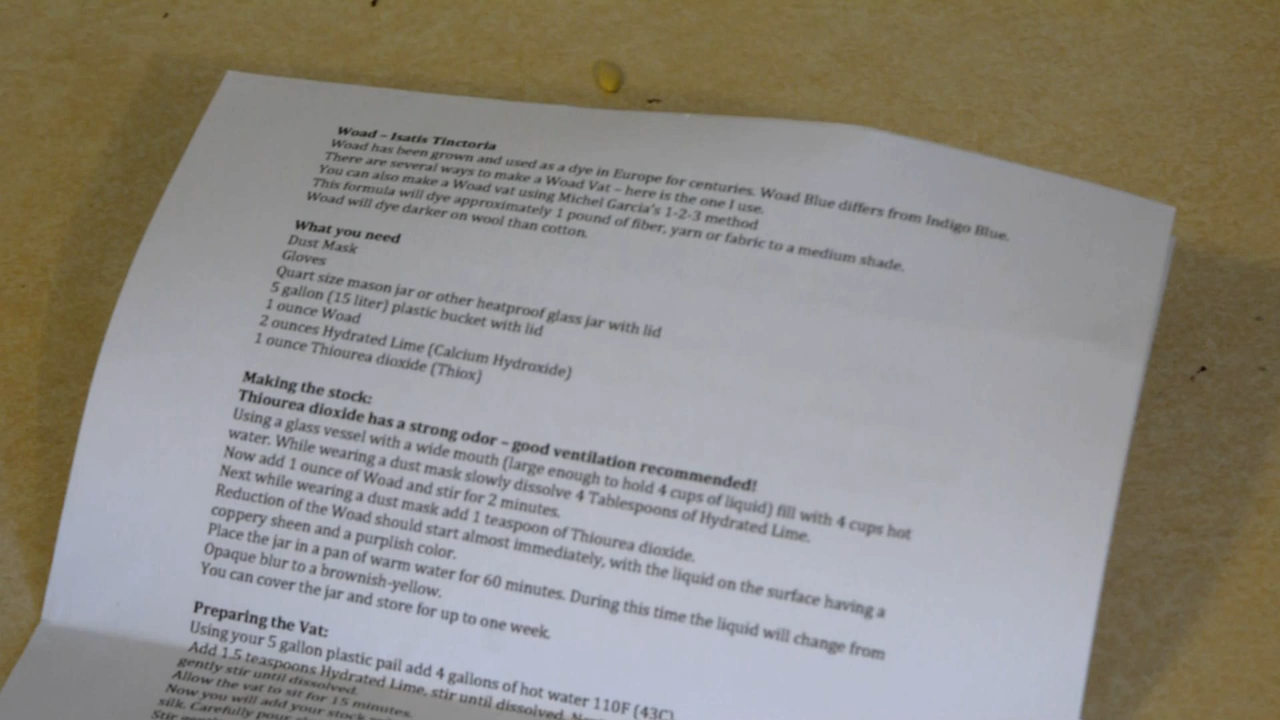 Woad – Isatis Tinctoria
Woad has been grown and used as a dye in Europe for centuries. Woad Blue differs from Indigo Blue.
There are several ways to make a Woad Vat – here is the one I use.
You can also make a Woad vat using Michel Garcia's 1-2-3 method
This formula will dye approximately 1 pound of fiber, yarn or fabric to a medium shade.
Woad will dye darker on wool than cotton.
What you need
Dust Mask
Gloves
Quart size mason jar or other heatproof glass jar with lid
5 gallon (15 liter) plastic bucket with lid
1 ounce Woad
2 ounces Hydrated Lime (Calcium Hydroxide)
1 ounce Thiourea dioxide (Thiox)
Making the stock:
Thiourea dioxide has a strong odor – good ventilation recommended!
Using a glass vessel with a wide mouth (large enough to hold 4 cups of liquid) fill with 4 cups hot
water. While wearing a dust mask slowly dissolve 4 Tablespoons of Hydrated Lime.
Now add 1 ounce of Woad and stir for 2 minutes.
Next while wearing a dust mask add 1 teaspoon of Thiourea dioxide.
Reduction of the Woad should start almost immediately, with the liquid on the surface having a
coppery sheen and a purplish color.
Place the jar in a pan of warm water for 60 minutes. During this time the liquid will change from
Opaque blur to a brownish-yellow.
You can cover the jar and store for up to one week.
Preparing the Vat:
Using your 5 gallon plastic pail add 4 gallons of hot water 110F (43C)
Add 1.5 teaspoons Hydrated Lime, stir until dissolved.
gently stir until dissolved.
Allow the vat to sit for 15 minutes.
Now you will add your stock
silk. Carefully pour
Stir